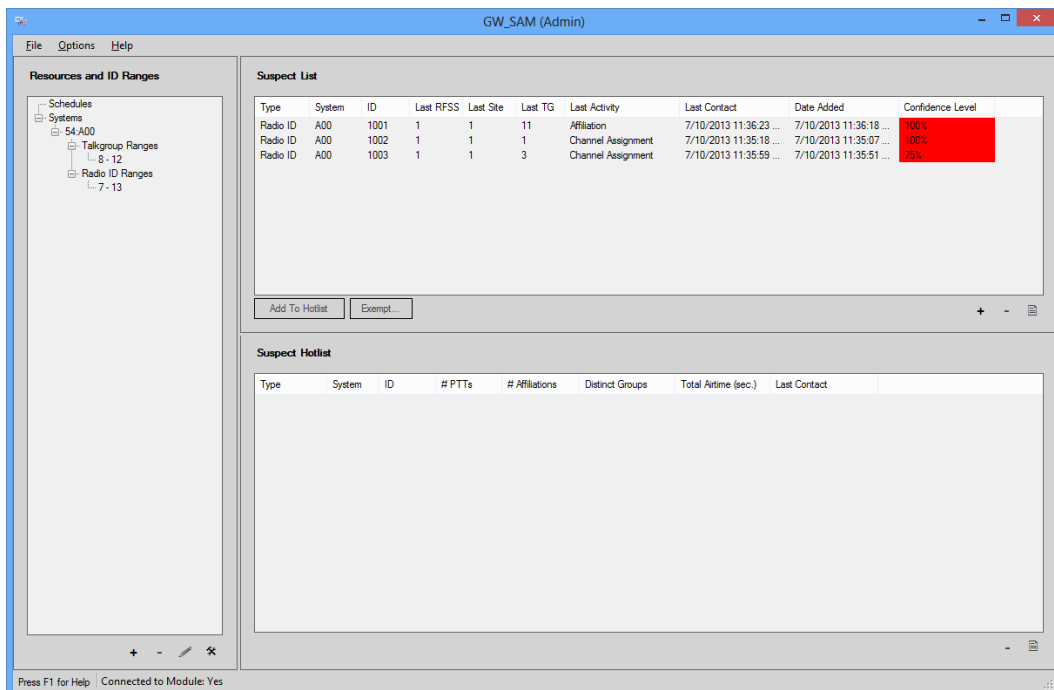 GW_SAM (Admin)
File Options Help
Resources and ID Ranges
Schedules
Systems
54:A00
Talkgroup Ranges
8 - 12
Radio ID Ranges
7 - 13
Suspect List
Type System ID Last RFSS Last Site Last TG Last Activity Last Contact Date Added Confidence Level
Radio ID A00 1001 1 1 11 Affiliation 7/10/2013 11:36:23 ... 7/10/2013 11:36:18 ... 100%
Radio ID A00 1002 1 1 1 Channel Assignment 7/10/2013 11:35:18 ... 7/10/2013 11:35:07 ... 100%
Radio ID A00 1003 1 1 3 Channel Assignment 7/10/2013 11:35:59 ... 7/10/2013 11:35:51 ... 75%
Add To Hotlist Exempt...
Suspect Hotlist
Type System ID # PTTs # Affiliations Distinct Groups Total Airtime (sec.) Last Contact
Press F1 for Help Connected to Module: Yes